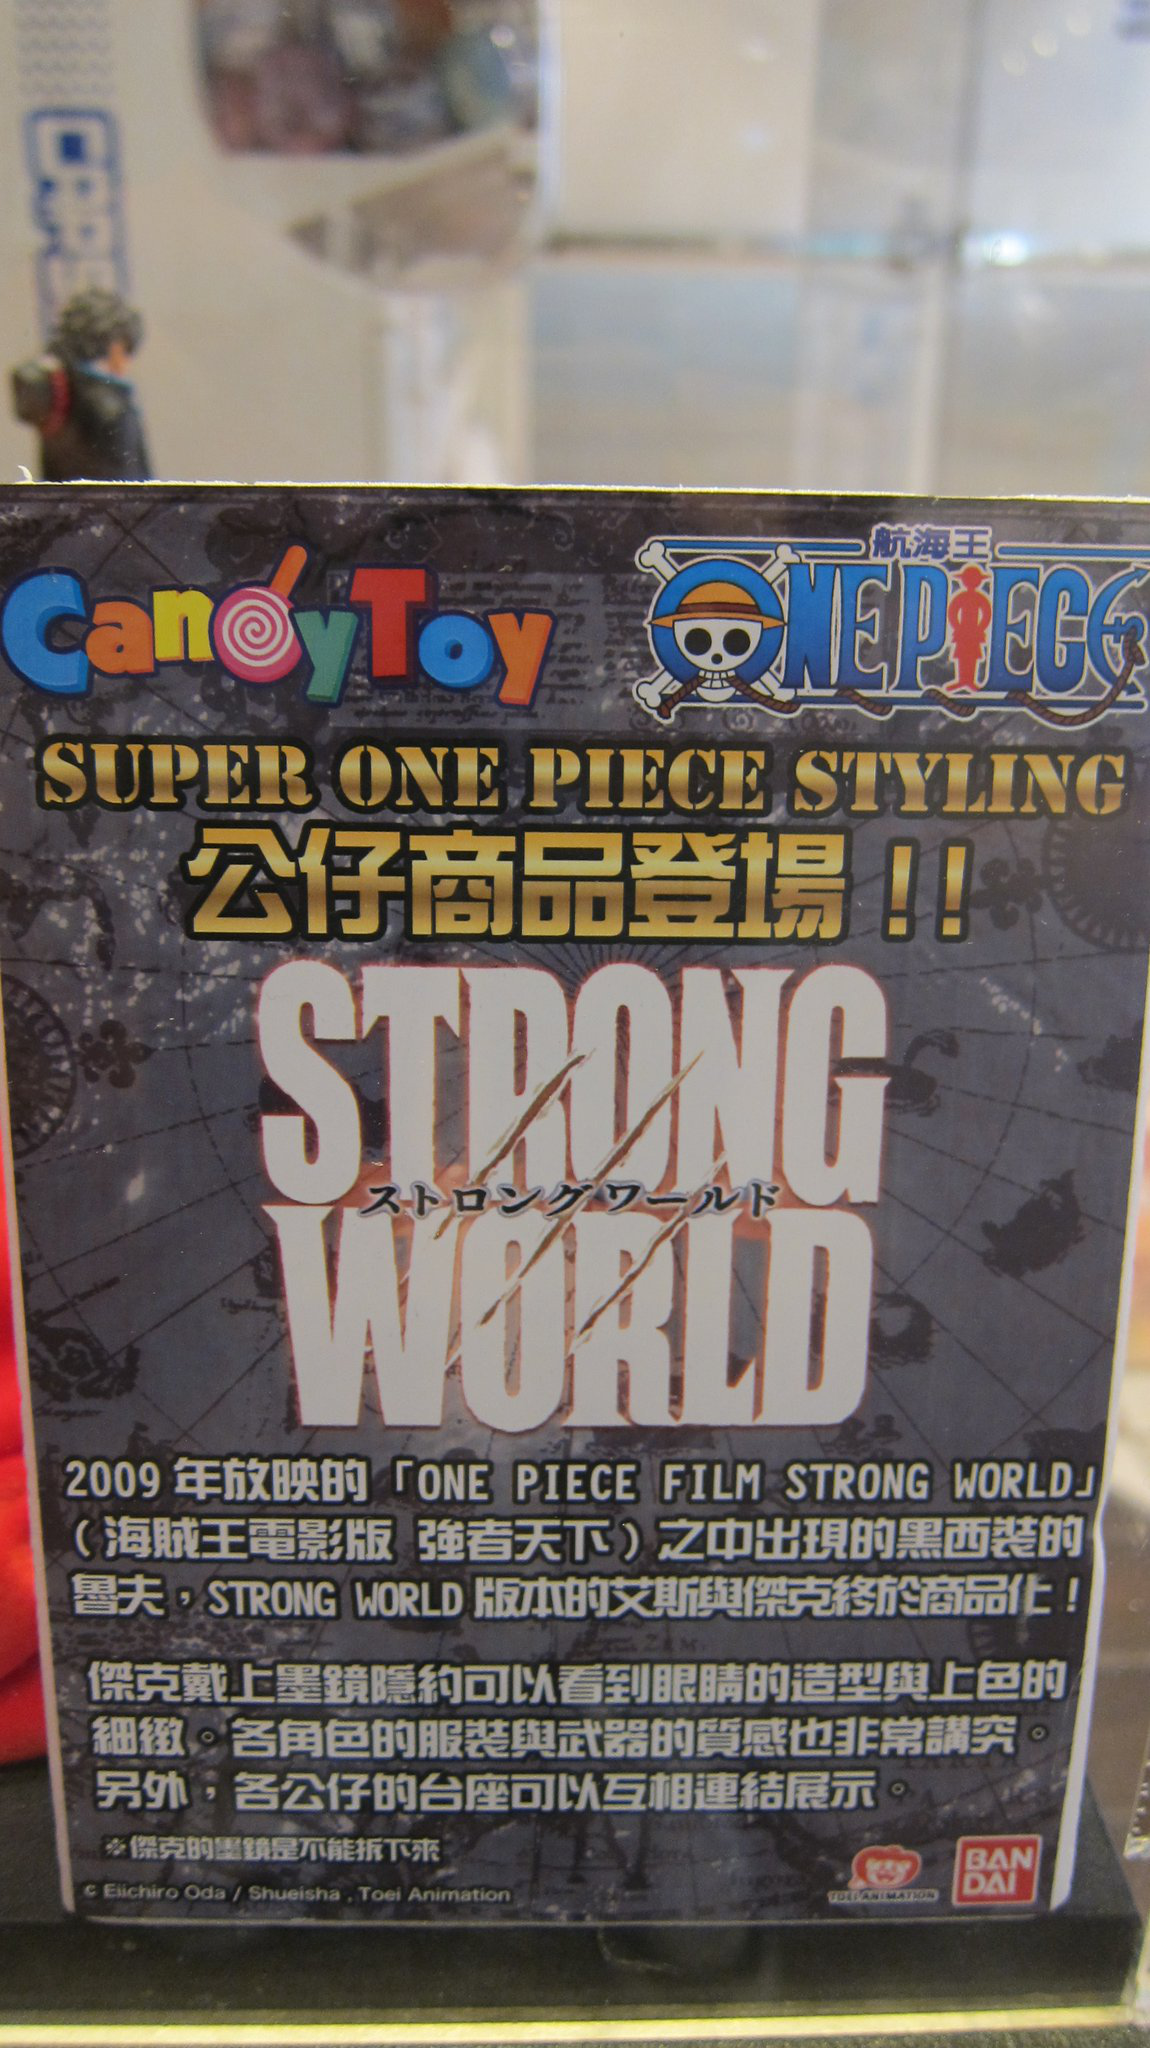 Candy Toy
航海王
ONE PIECE
SUPER ONE PIECE STYLING
公仔商品登場!!
STRONG
ストロングワールド
WORLD
2009 年放映的「ONE PIECE FILM STRONG WORLD」
(海賊王電影版 強者天下)之中出現的黑西裝的
魯夫,STRONG WORLD 版本的艾斯與傑克終於商品化!
傑克戴上墨鏡隱約可以看到眼睛的造型與上色的
細緻。各角色的服裝與武器的質感也非常講究。
另外,各公仔的台座可以互相連結展示。
※傑克的墨鏡是不能拆下來
c Eiichiro Oda / Shueisha , Toei Animation
TOEI ANIMATION
BAN
DAI